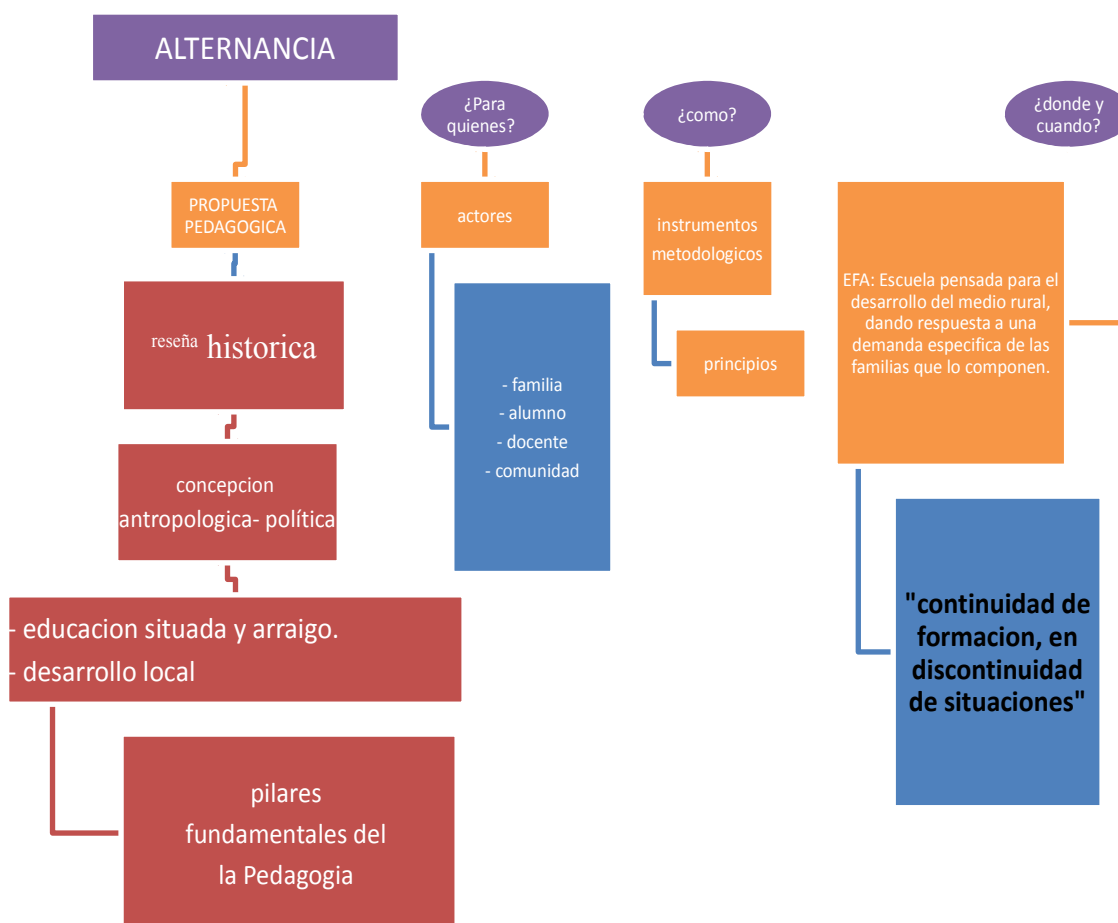 ALTERNANCIA
PROPUESTA
PEDAGOGICA
reseña historica
concepcion
antropologica- política
- educacion situada y arraigo.
- desarrollo local
pilares
fundamentales del
la Pedagogia
¿Para
quienes?
actores
- familia
- alumno
- docente
- comunidad
¿como?
instrumentos
metodologicos
principios
¿donde y
cuando?
EFA: Escuela pensada para el
desarrollo del medio rural,
dando respuesta a una
demanda especifica de las
familias que lo componen.
"continuidad de
formacion, en
discontinuidad
de situaciones"